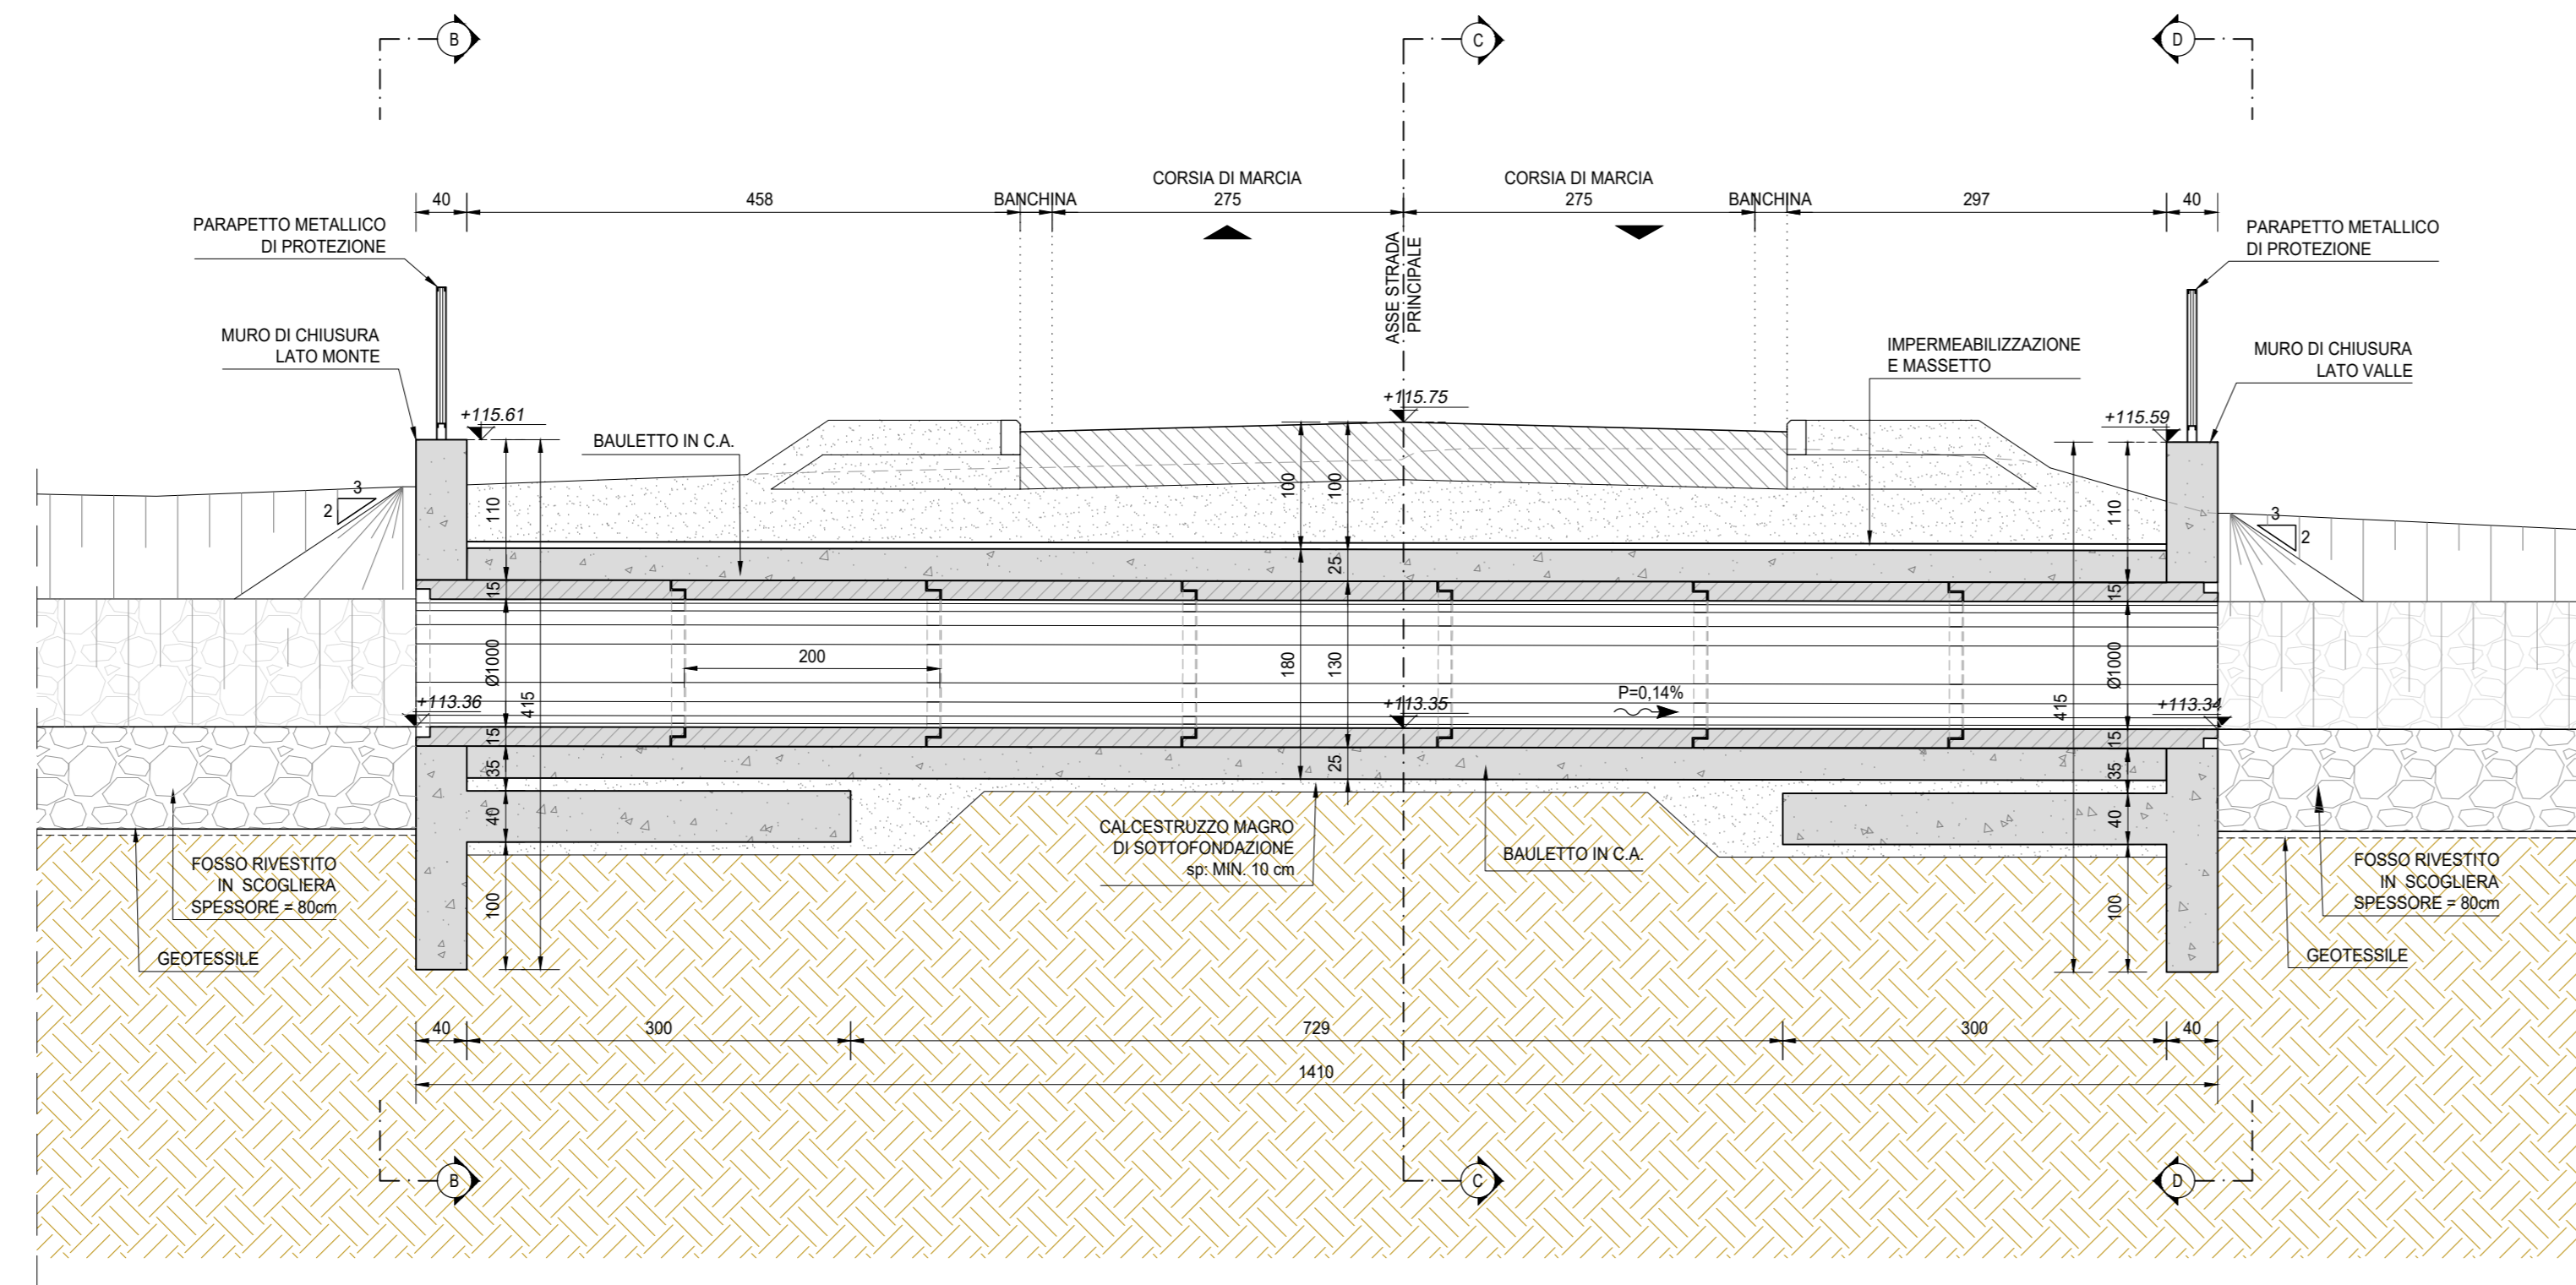 B
C
D
CORSIA DI MARCIA
CORSIA DI MARCIA
40
458
BANCHINA
275
275
BANCHINA
297
40
PARAPETTO METALLICO
DI PROTEZIONE
ASSE STRADA
PRINCIPALE
PARAPETTO METALLICO
DI PROTEZIONE
MURO DI CHIUSURA
LATO MONTE
IMPERMEABILIZZAZIONE
E MASSETTO
MURO DI CHIUSURA
LATO VALLE
+115.61
+115.75
+115.59
BAULETTO IN C.A.
3
2
110
100
100
110
3
2
15
25
15
Ø1000
415
200
180
130
P=0,14%
415
Ø1000
+113.36
+113.35
+113.34
15
15
35
25
35
40
40
CALCESTRUZZO MAGRO
DI SOTTOFONDAZIONE
sp: MIN. 10 cm
BAULETTO IN C.A.
FOSSO RIVESTITO
IN SCOGLIERA
SPESSORE = 80cm
FOSSO RIVESTITO
IN SCOGLIERA
SPESSORE = 80cm
100
100
GEOTESSILE
GEOTESSILE
40
300
729
300
40
1410
B
C
D